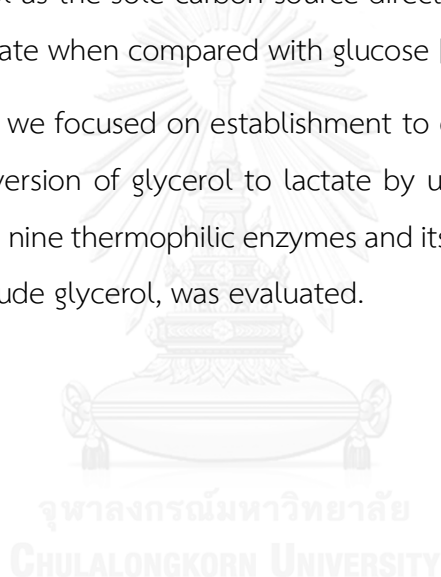 as the sole carbon source direct
ate when compared with glucose [
we focused on establishment to
version of glycerol to lactate by u
nine thermophilic enzymes and its
ude glycerol, was evaluated.
จุฬาลงกรณ์มหาวิทยาลัย
CHULALONGKORN UNIVERSITY